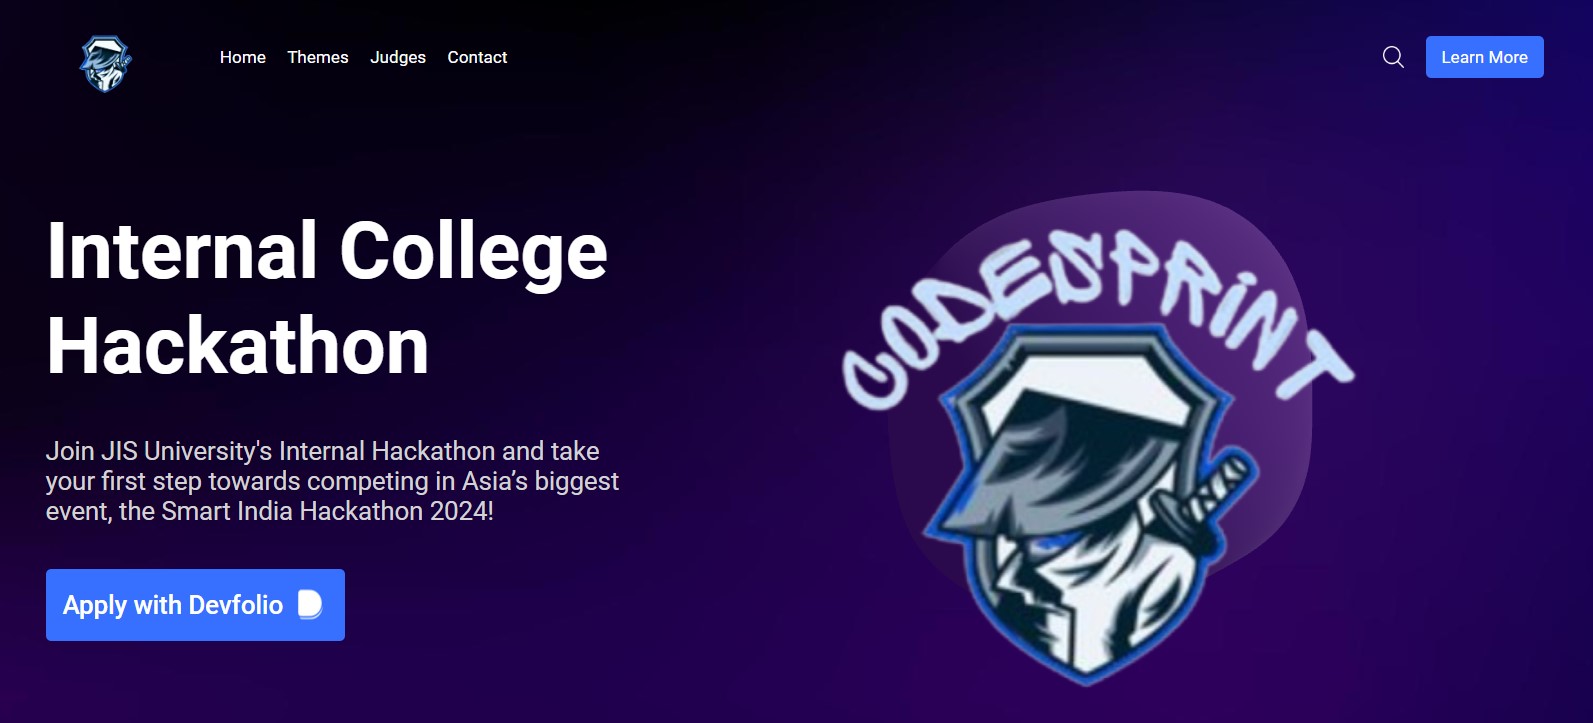 Home Themes Judges Contact
Learn More
Internal College
Hackathon
Join JIS University's Internal Hackathon and take
your first step towards competing in Asia’s biggest
event, the Smart India Hackathon 2024!
Apply with Devfolio
CODESPRiNT